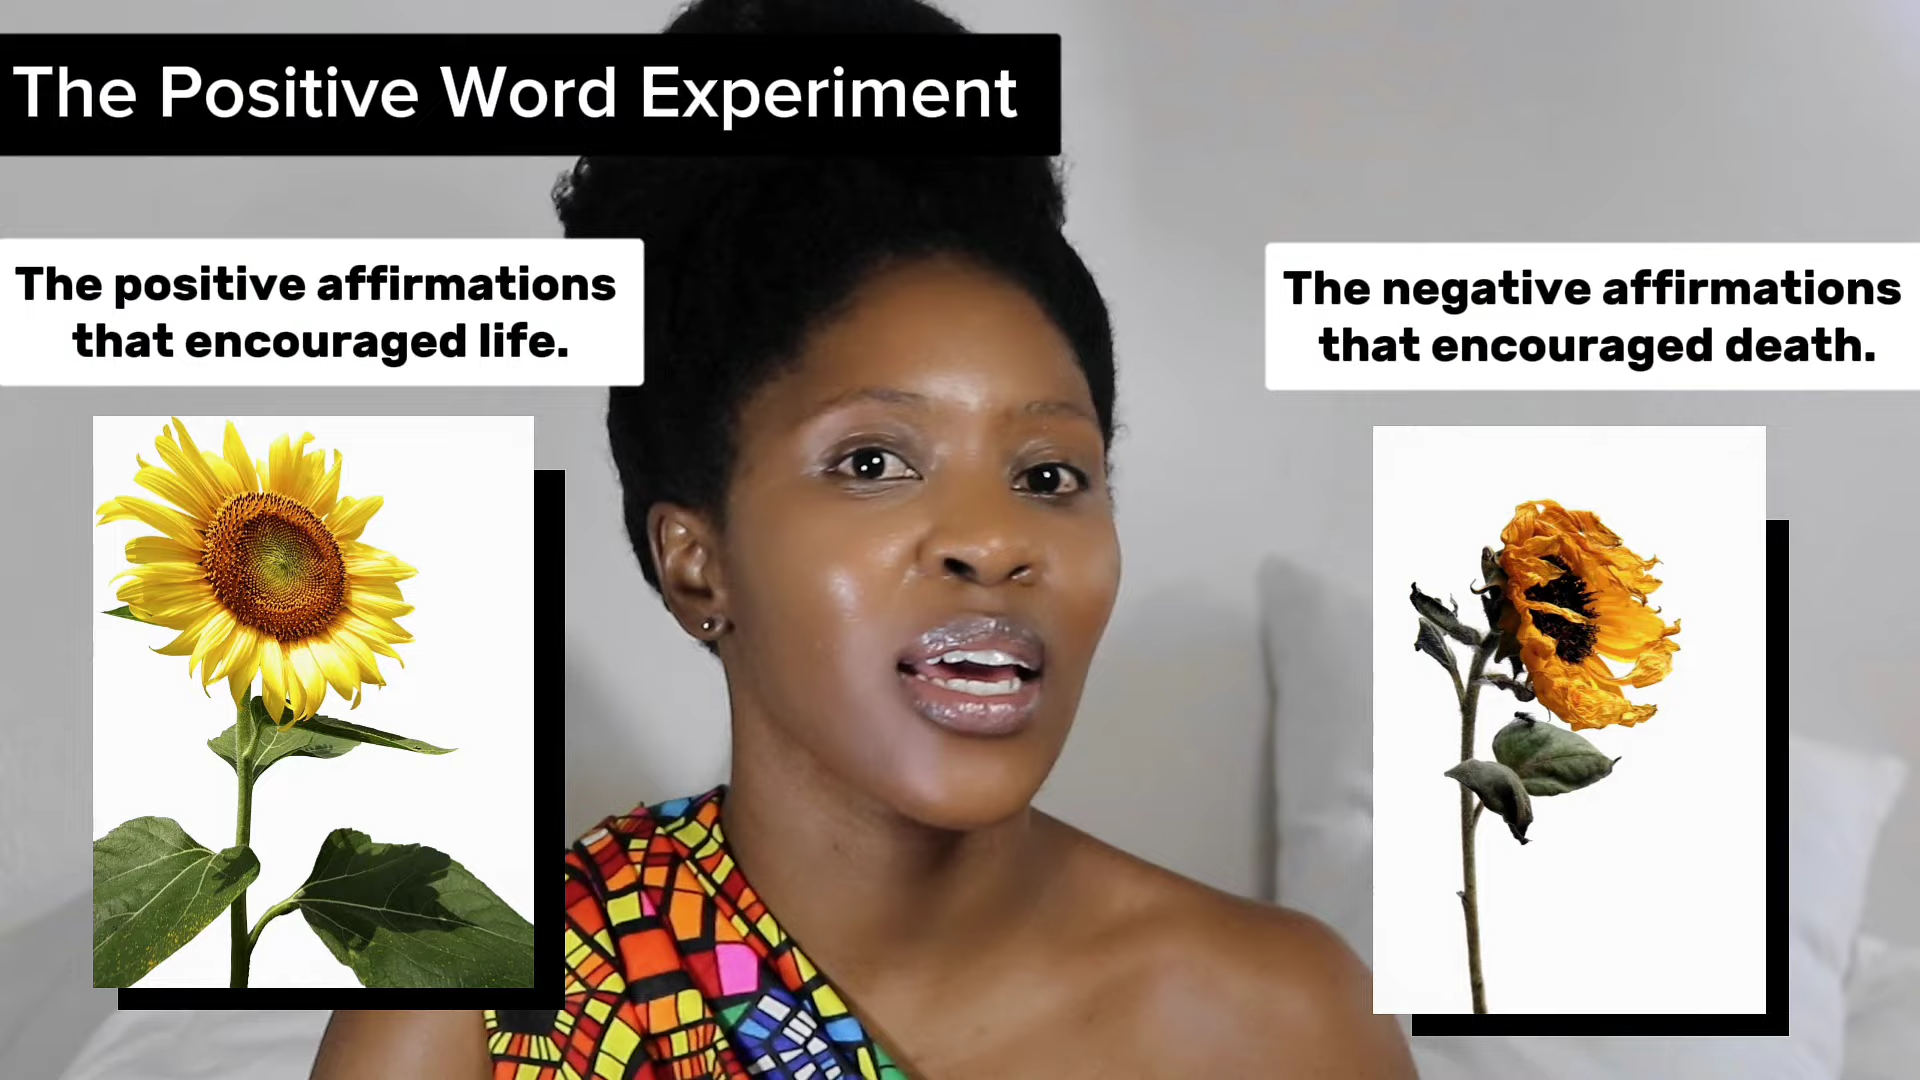 The Positive Word Experiment
The positive affirmations
that encouraged life.
The negative affirmations
that encouraged death.